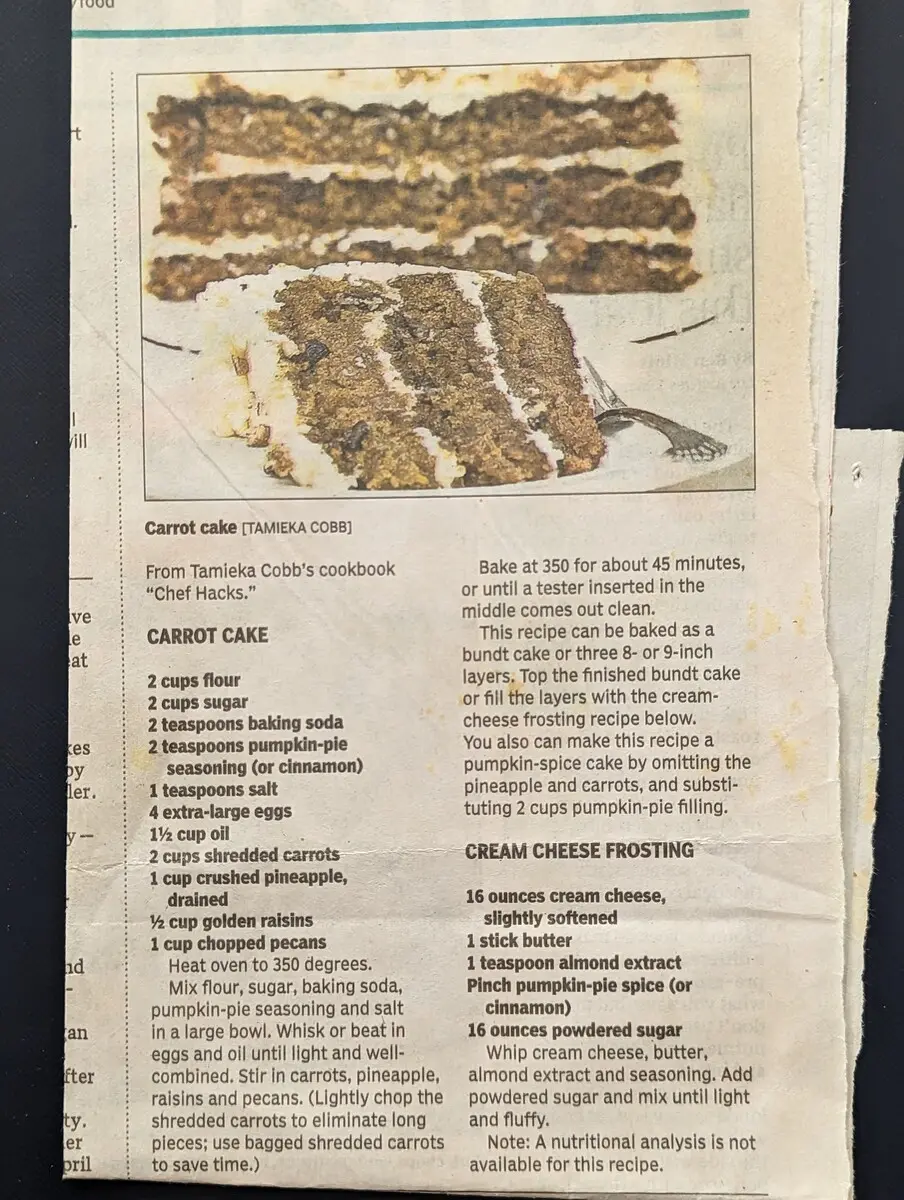 /food
Carrot cake [TAMIEKA COBB]
From Tamieka Cobb's cookbook
"Chef Hacks."
CARROT CAKE
2 cups flour
2 cups sugar
2 teaspoons baking soda
2 teaspoons pumpkin-pie
seasoning (or cinnamon)
1 teaspoons salt
4 extra-large eggs
1½ cup oil
2 cups shredded carrots
1 cup crushed pineapple,
drained
½ cup golden raisins
1 cup chopped pecans
Heat oven to 350 degrees.
Mix flour, sugar, baking soda,
pumpkin-pie seasoning and salt
in a large bowl. Whisk or beat in
eggs and oil until light and well-
combined. Stir in carrots, pineapple,
raisins and pecans. (Lightly chop the
shredded carrots to eliminate long
pieces; use bagged shredded carrots
to save time.)
Bake at 350 for about 45 minutes,
or until a tester inserted in the
middle comes out clean.
This recipe can be baked as a
bundt cake or three 8- or 9-inch
layers. Top the finished bundt cake
or fill the layers with the cream-
cheese frosting recipe below.
You also can make this recipe a
pumpkin-spice cake by omitting the
pineapple and carrots, and substi-
tuting 2 cups pumpkin-pie filling.
CREAM CHEESE FROSTING
16 ounces cream cheese,
slightly softened
1 stick butter
1 teaspoon almond extract
Pinch pumpkin-pie spice (or
cinnamon)
16 ounces powdered sugar
Whip cream cheese, butter,
almond extract and seasoning. Add
powdered sugar and mix until light
and fluffy.
Note: A nutritional analysis is not
available for this recipe.